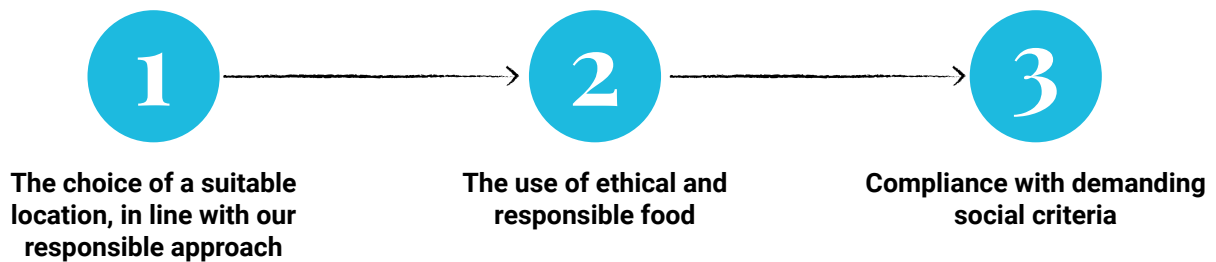 1
The choice of a suitable
location, in line with our
responsible approach
2
The use of ethical and
responsible food
3
Compliance with demanding
social criteria